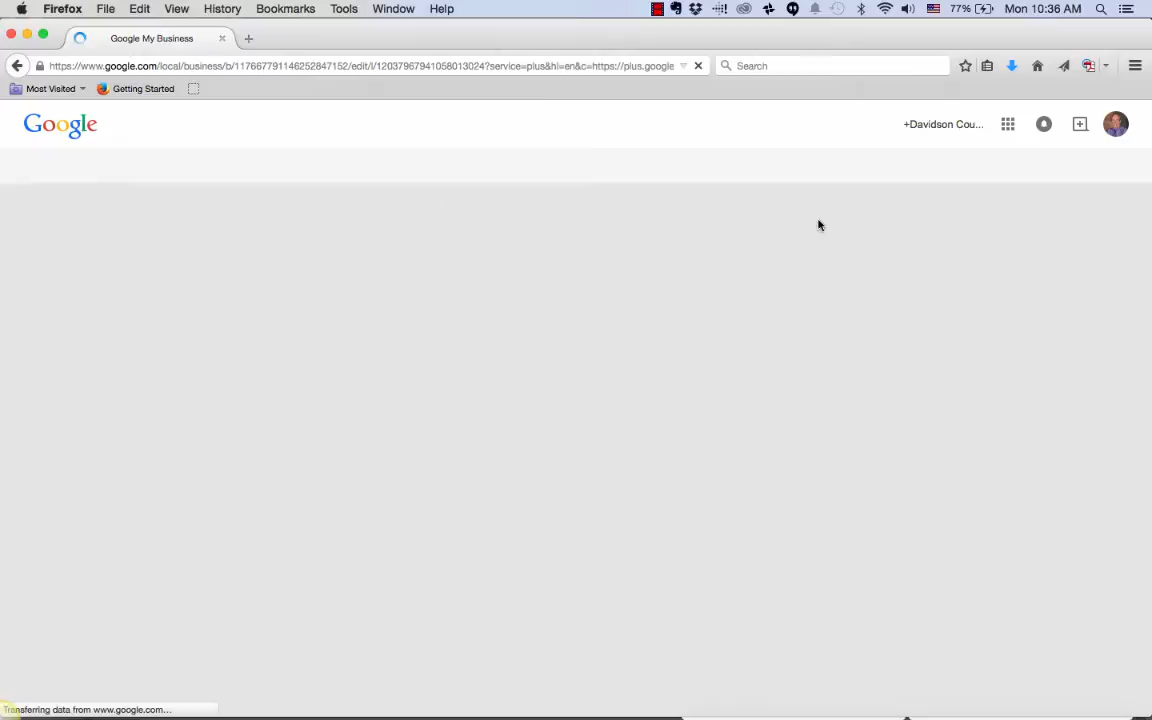 Firefox File Edit View History Bookmarks Tools Window Help 77% Mon 10:36 AM
Google My Business
https://www.google.com/local/business/b/117667791146252847152/edit/l/12037967941058013024?service=plus&hl=en&c=https://plus.google
Search
Most Visited Getting Started
Google +Davidson Cou...
Transferring data from www.google.com...